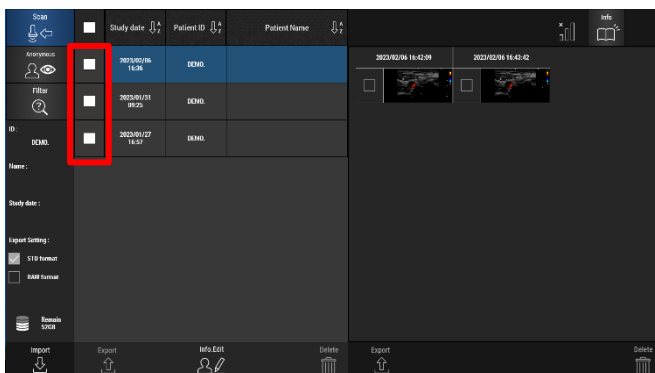 Scan
Study date
Patient ID
Patient Name
Info
Anonymous
2023/02/06
16:36
DEMO.
2023/02/06 16:42:09
2023/02/06 16:43:42
Filter
2023/01/31
09:25
DEMO.
ID :
DEMO.
2023/01/27
16:57
DEMO.
Name :
Study date :
Export Setting :
STD format
RAW format
Remain
52GB
Import
Export
Info.Edit
Delete
Export
Delete